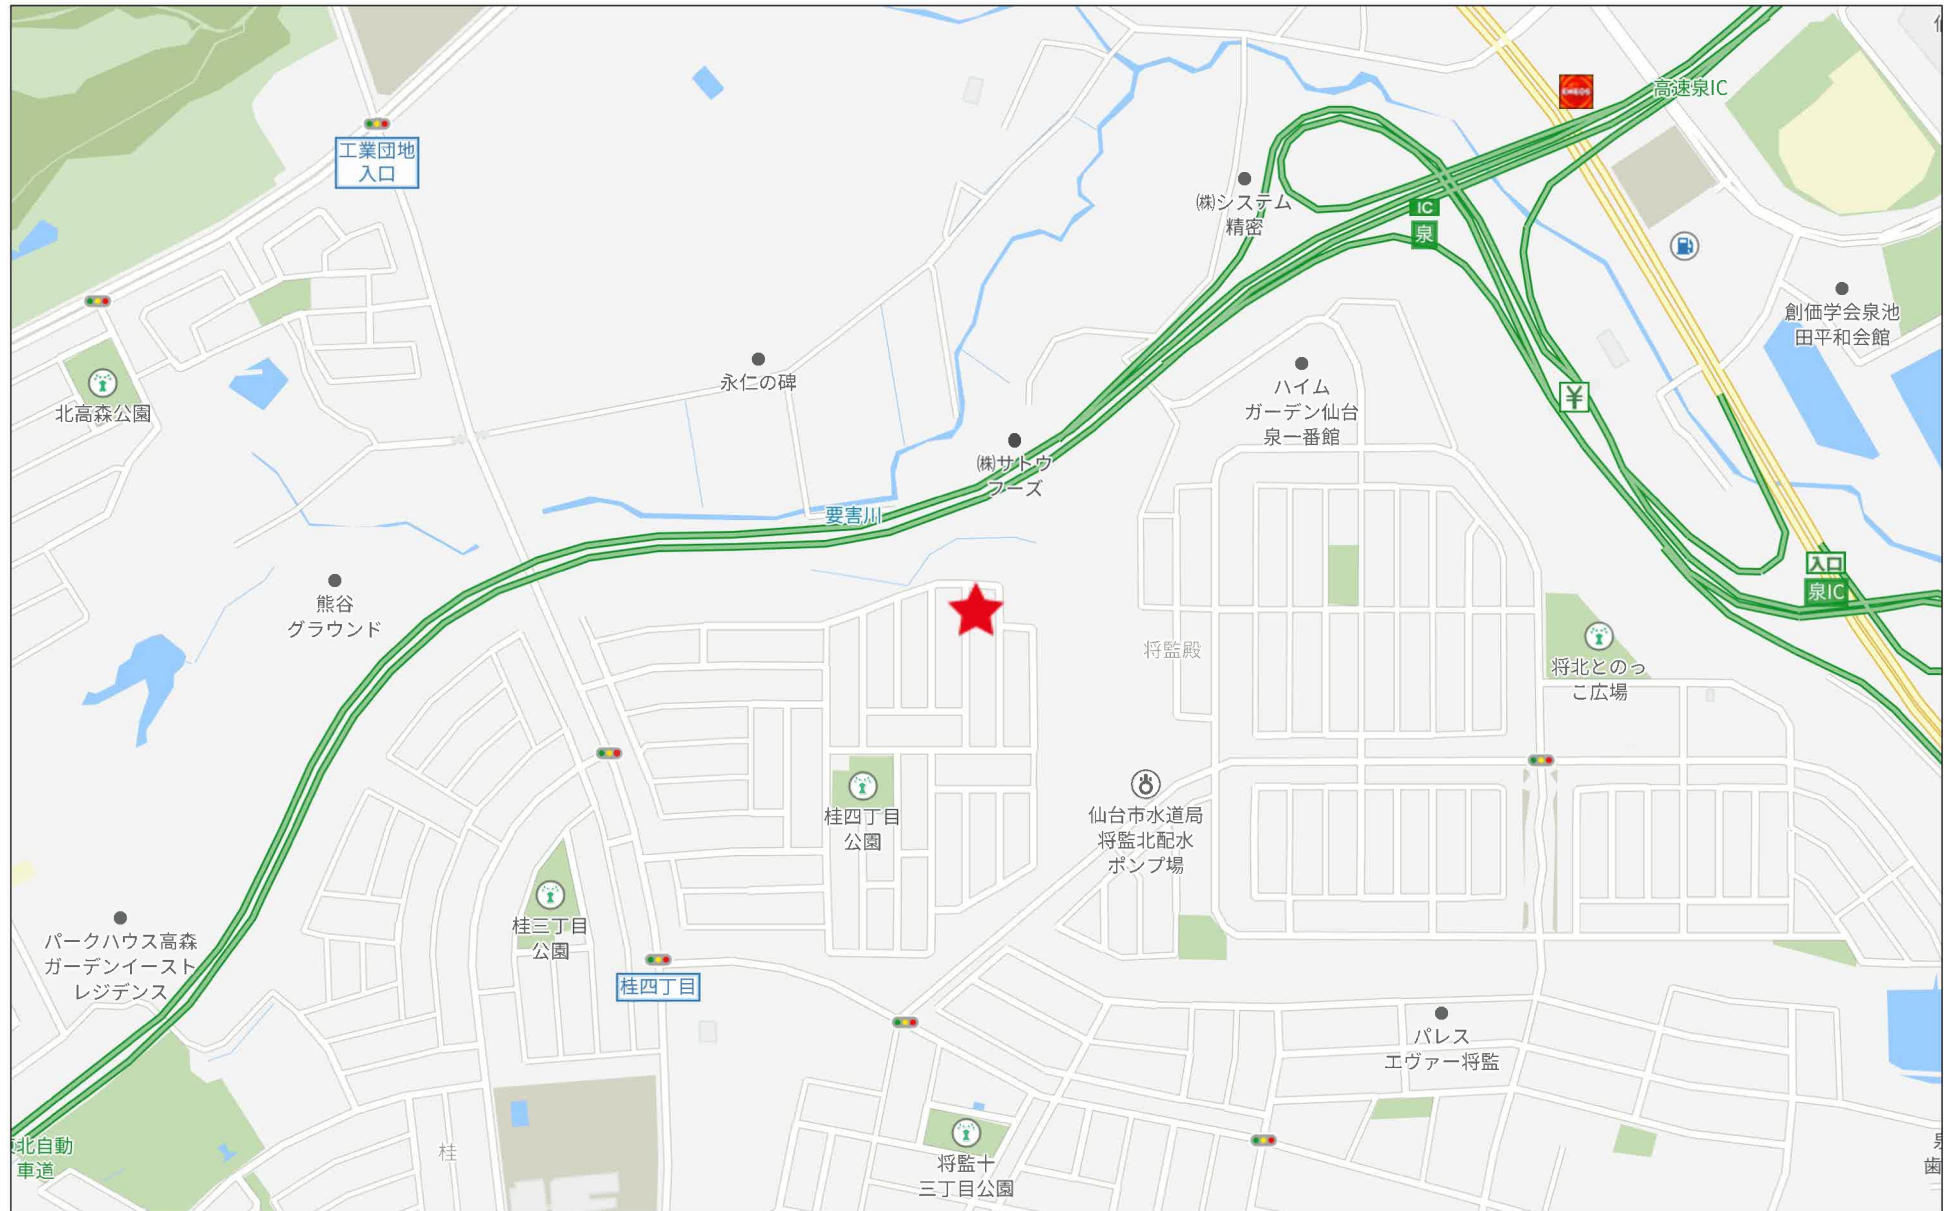 工業団地
入口
ENEOS
高速泉IC
㈱システム
精密
IC
泉
創価学会泉池
田平和会館
永仁の碑
ハイム
ガーデン仙台
泉一番館
¥
北高森公園
㈱サトウ
フーズ
要害川
入口
泉IC
熊谷
グラウンド
将監殿
将北とのっ
こ広場
桂四丁目
公園
仙台市水道局
将監北配水
ポンプ場
桂三丁目
公園
パークハウス高森
ガーデンイースト
レジデンス
桂四丁目
パレス
エヴァー将監
北自動
車道
桂
将監十
三丁目公園
歯